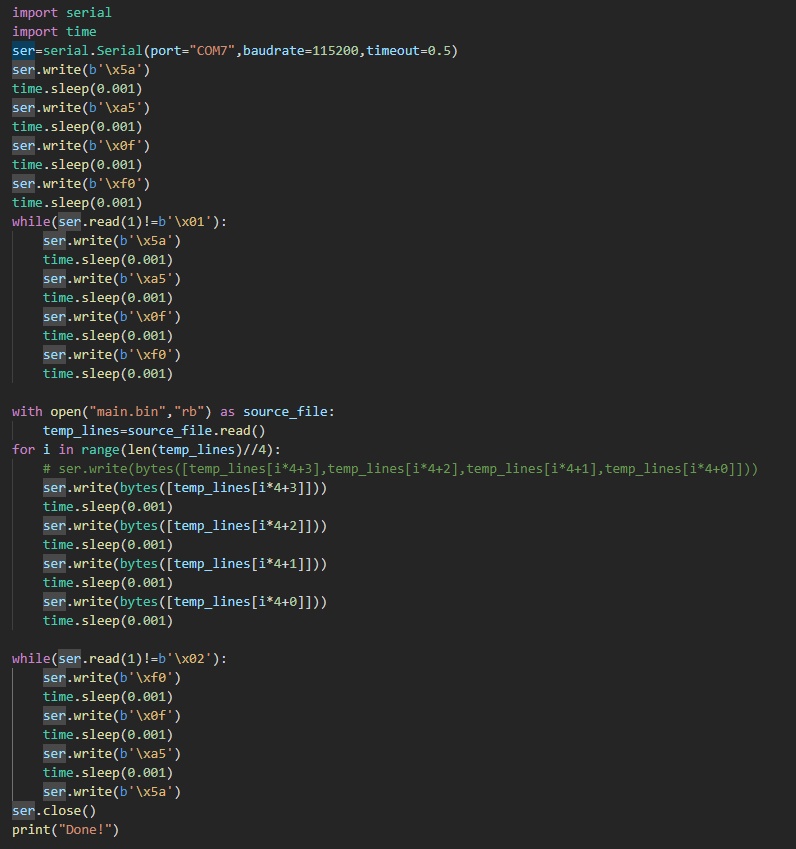 import serial
import time
ser=serial.Serial(port="COM7",baudrate=115200,timeout=0.5)
ser.write(b'\x5a')
time.sleep(0.001)
ser.write(b'\xa5')
time.sleep(0.001)
ser.write(b'\x0f')
time.sleep(0.001)
ser.write(b'\xf0')
time.sleep(0.001)
while(ser.read(1)!=b'\x01'):
    ser.write(b'\x5a')
    time.sleep(0.001)
    ser.write(b'\xa5')
    time.sleep(0.001)
    ser.write(b'\x0f')
    time.sleep(0.001)
    ser.write(b'\xf0')
    time.sleep(0.001)

with open("main.bin","rb") as source_file:
    temp_lines=source_file.read()
for i in range(len(temp_lines)//4):
    # ser.write(bytes([temp_lines[i*4+3],temp_lines[i*4+2],temp_lines[i*4+1],temp_lines[i*4+0]]))
    ser.write(bytes([temp_lines[i*4+3]]))
    time.sleep(0.001)
    ser.write(bytes([temp_lines[i*4+2]]))
    time.sleep(0.001)
    ser.write(bytes([temp_lines[i*4+1]]))
    time.sleep(0.001)
    ser.write(bytes([temp_lines[i*4+0]]))
    time.sleep(0.001)

while(ser.read(1)!=b'\x02'):
    ser.write(b'\xf0')
    time.sleep(0.001)
    ser.write(b'\x0f')
    time.sleep(0.001)
    ser.write(b'\xa5')
    time.sleep(0.001)
    ser.write(b'\x5a')
ser.close()
print("Done!")